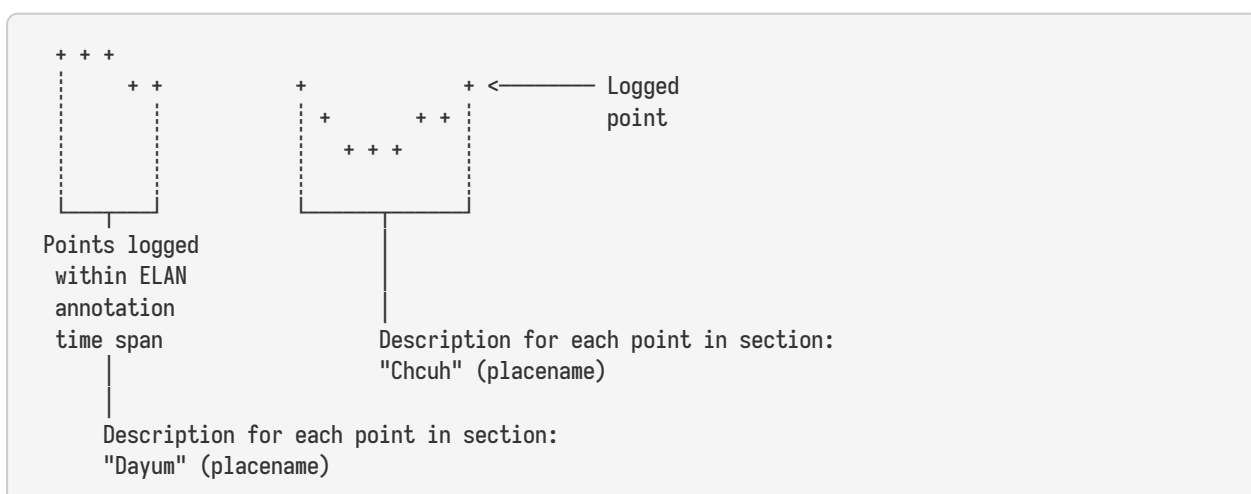 + + +
+ + + + <──────── Logged
+ + + point
+ + +
Points logged
within ELAN
annotation
time span
Description for each point in section:
"Chcuh" (placename)
Description for each point in section:
"Dayum" (placename)